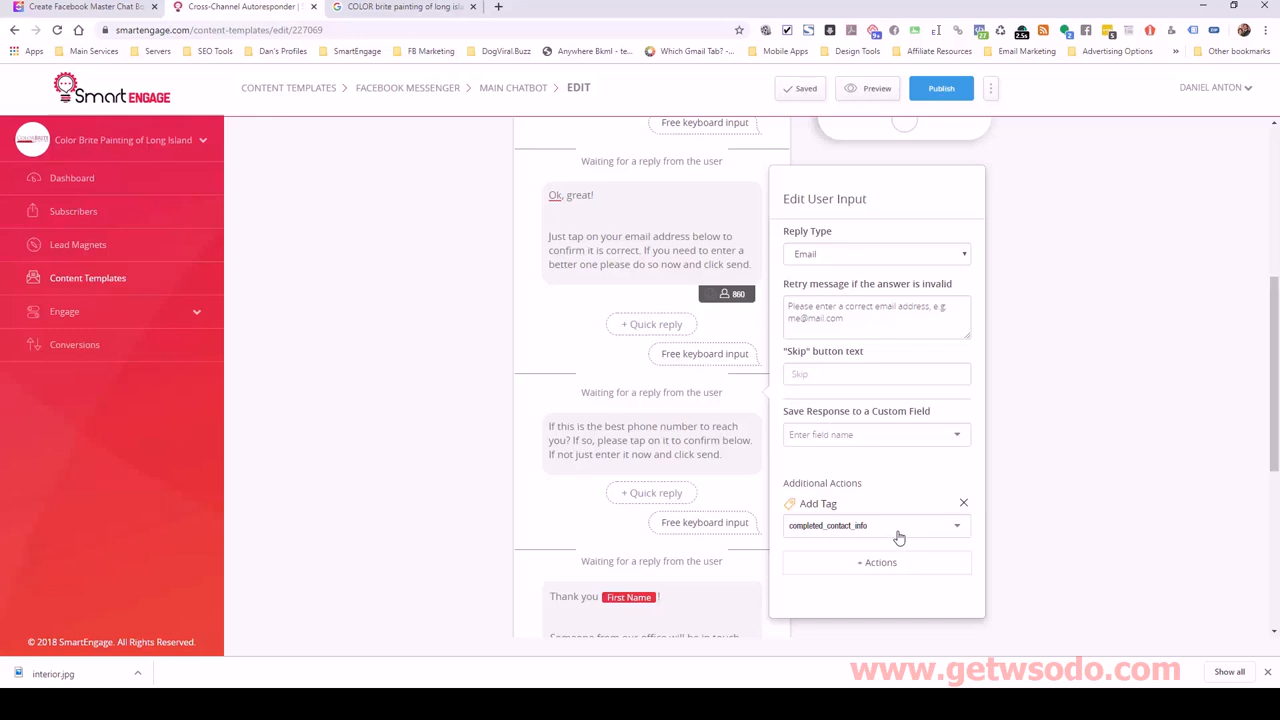 Create Facebook Master Chat Bo
Cross-Channel Autoresponder |
COLOR brite painting of long isla
smartengage.com/content-templates/edit/227069
Apps
Main Services
Servers
SEO Tools
Dan's Profiles
SmartEngage
FB Marketing
DogViral.Buzz
Anywhere Bkml - te...
Which Gmail Tab? -...
Mobile Apps
Design Tools
Affiliate Resources
Email Marketing
Advertising Options
Other bookmarks
Smart ENGAGE
CONTENT TEMPLATES > FACEBOOK MESSENGER > MAIN CHATBOT > EDIT
Saved
Preview
Publish
DANIEL ANTON
Color Brite Painting of Long Island
Dashboard
Subscribers
Lead Magnets
Content Templates
Engage
Conversions
© 2018 SmartEngage. All Rights Reserved.
Free keyboard input
Waiting for a reply from the user
Ok, great!
Just tap on your email address below to
confirm it is correct. If you need to enter a
better one please do so now and click send.
860
+ Quick reply
Free keyboard input
Waiting for a reply from the user
If this is the best phone number to reach
you? If so, please tap on it to confirm below.
If not just enter it now and click send.
+ Quick reply
Free keyboard input
Waiting for a reply from the user
Thank you First Name !
Someone from our office will be in touch
Edit User Input
Reply Type
Email
Retry message if the answer is invalid
Please enter a correct email address, e.g.
me@mail.com
"Skip" button text
Skip
Save Response to a Custom Field
Enter field name
Additional Actions
Add Tag
completed_contact_info
+ Actions
interior.jpg
Show all
www.getwsodo.com